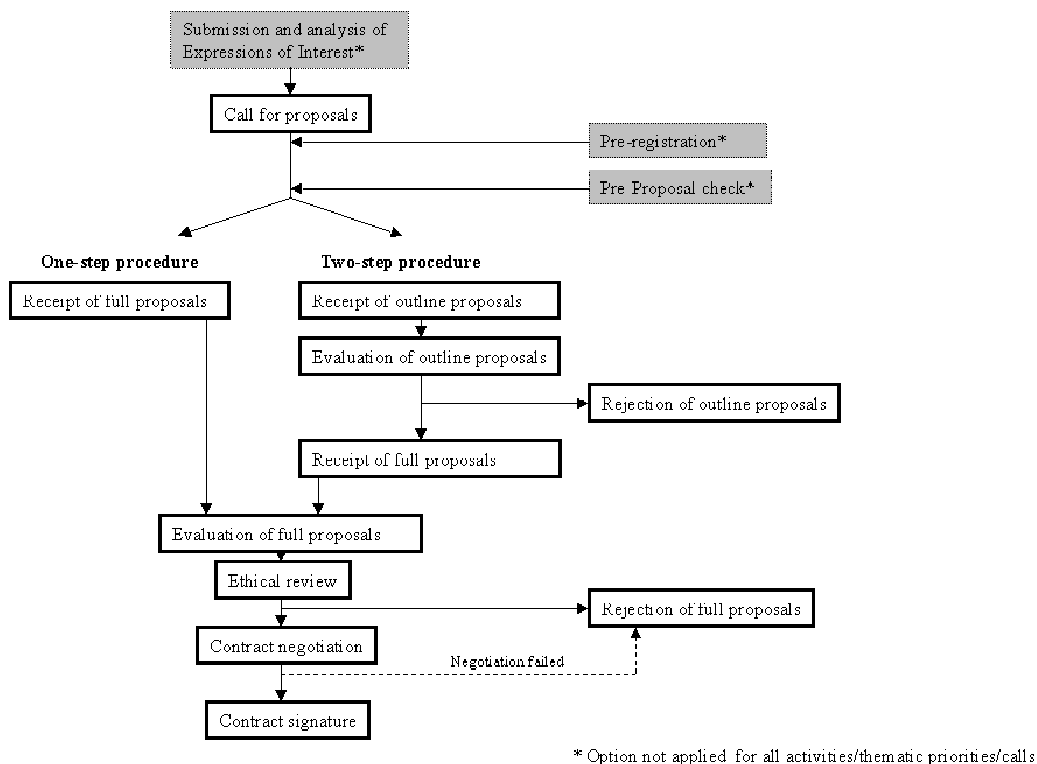 Submission and analysis of
Expressions of Interest*
Call for proposals
Pre-registration*
Pre Proposal check*
One-step procedure
Two-step procedure
Receipt of full proposals
Receipt of outline proposals
Evaluation of outline proposals
Rejection of outline proposals
Receipt of full proposals
Evaluation of full proposals
Ethical review
Rejection of full proposals
Contract negotiation
Negotiation failed
Contract signature
* Option not applied for all activities/thematic priorities/calls